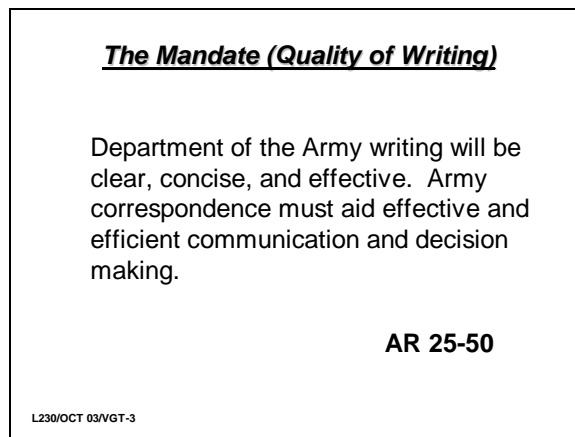 The Mandate (Quality of Writing)
Department of the Army writing will be
clear, concise, and effective.  Army
correspondence must aid effective and
efficient communication and decision
making.
AR 25-50
L230/OCT 03/VGT-3